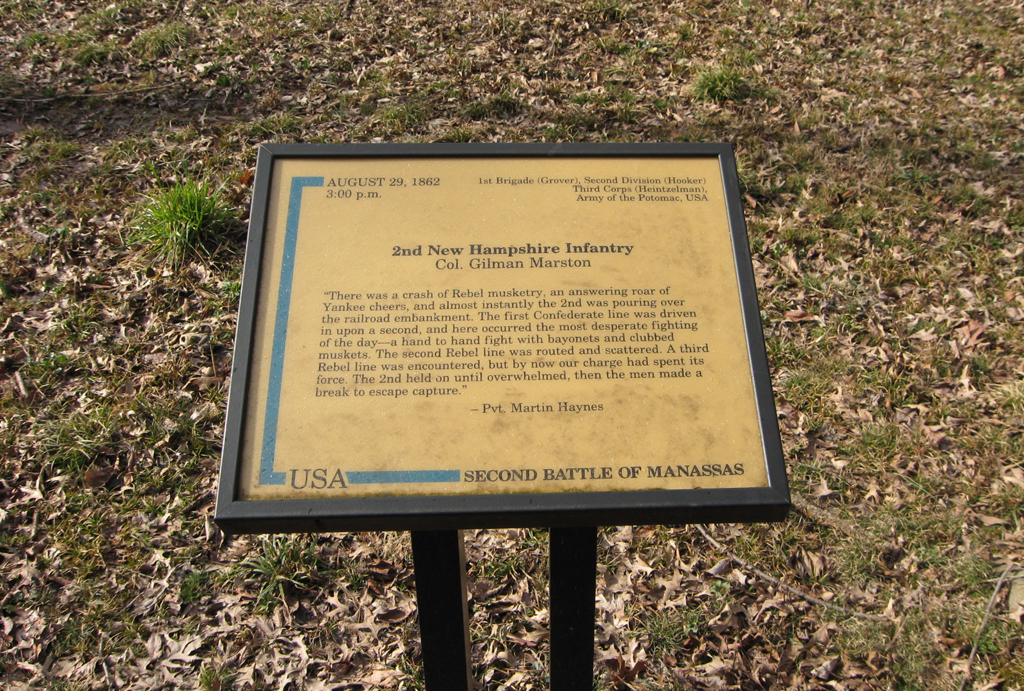 AUGUST 29, 1862
3:00 p.m.
1st Brigade (Grover), Second Division (Hooker)
Third Corps (Heintzelman),
Army of the Potomac, USA
2nd New Hampshire Infantry
Col. Gilman Marston
“There was a crash of Rebel musketry, an answering roar of
Yankee cheers, and almost instantly the 2nd was pouring over
the railroad embankment. The first Confederate line was driven
in upon a second, and here occurred the most desperate fighting
of the day—a hand to hand fight with bayonets and clubbed
muskets. The second Rebel line was routed and scattered. A third
Rebel line was encountered, but by now our charge had spent its
force. The 2nd held on until overwhelmed, then the men made a
break to escape capture.”
– Pvt. Martin Haynes
USA
SECOND BATTLE OF MANASSAS